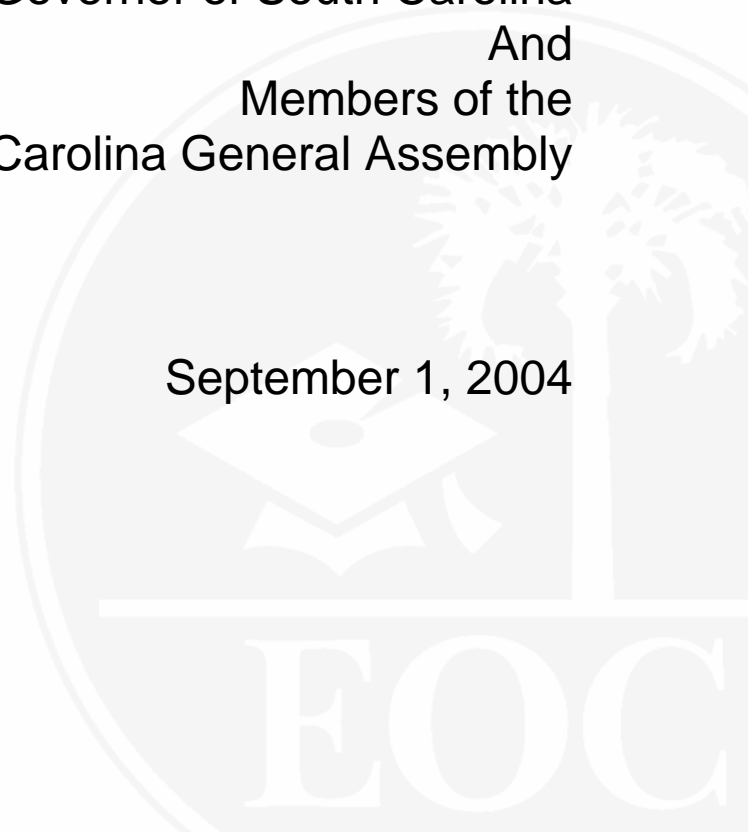 Governor of South Carolina
And
Members of the
Carolina General Assembly
September 1, 2004
EOC